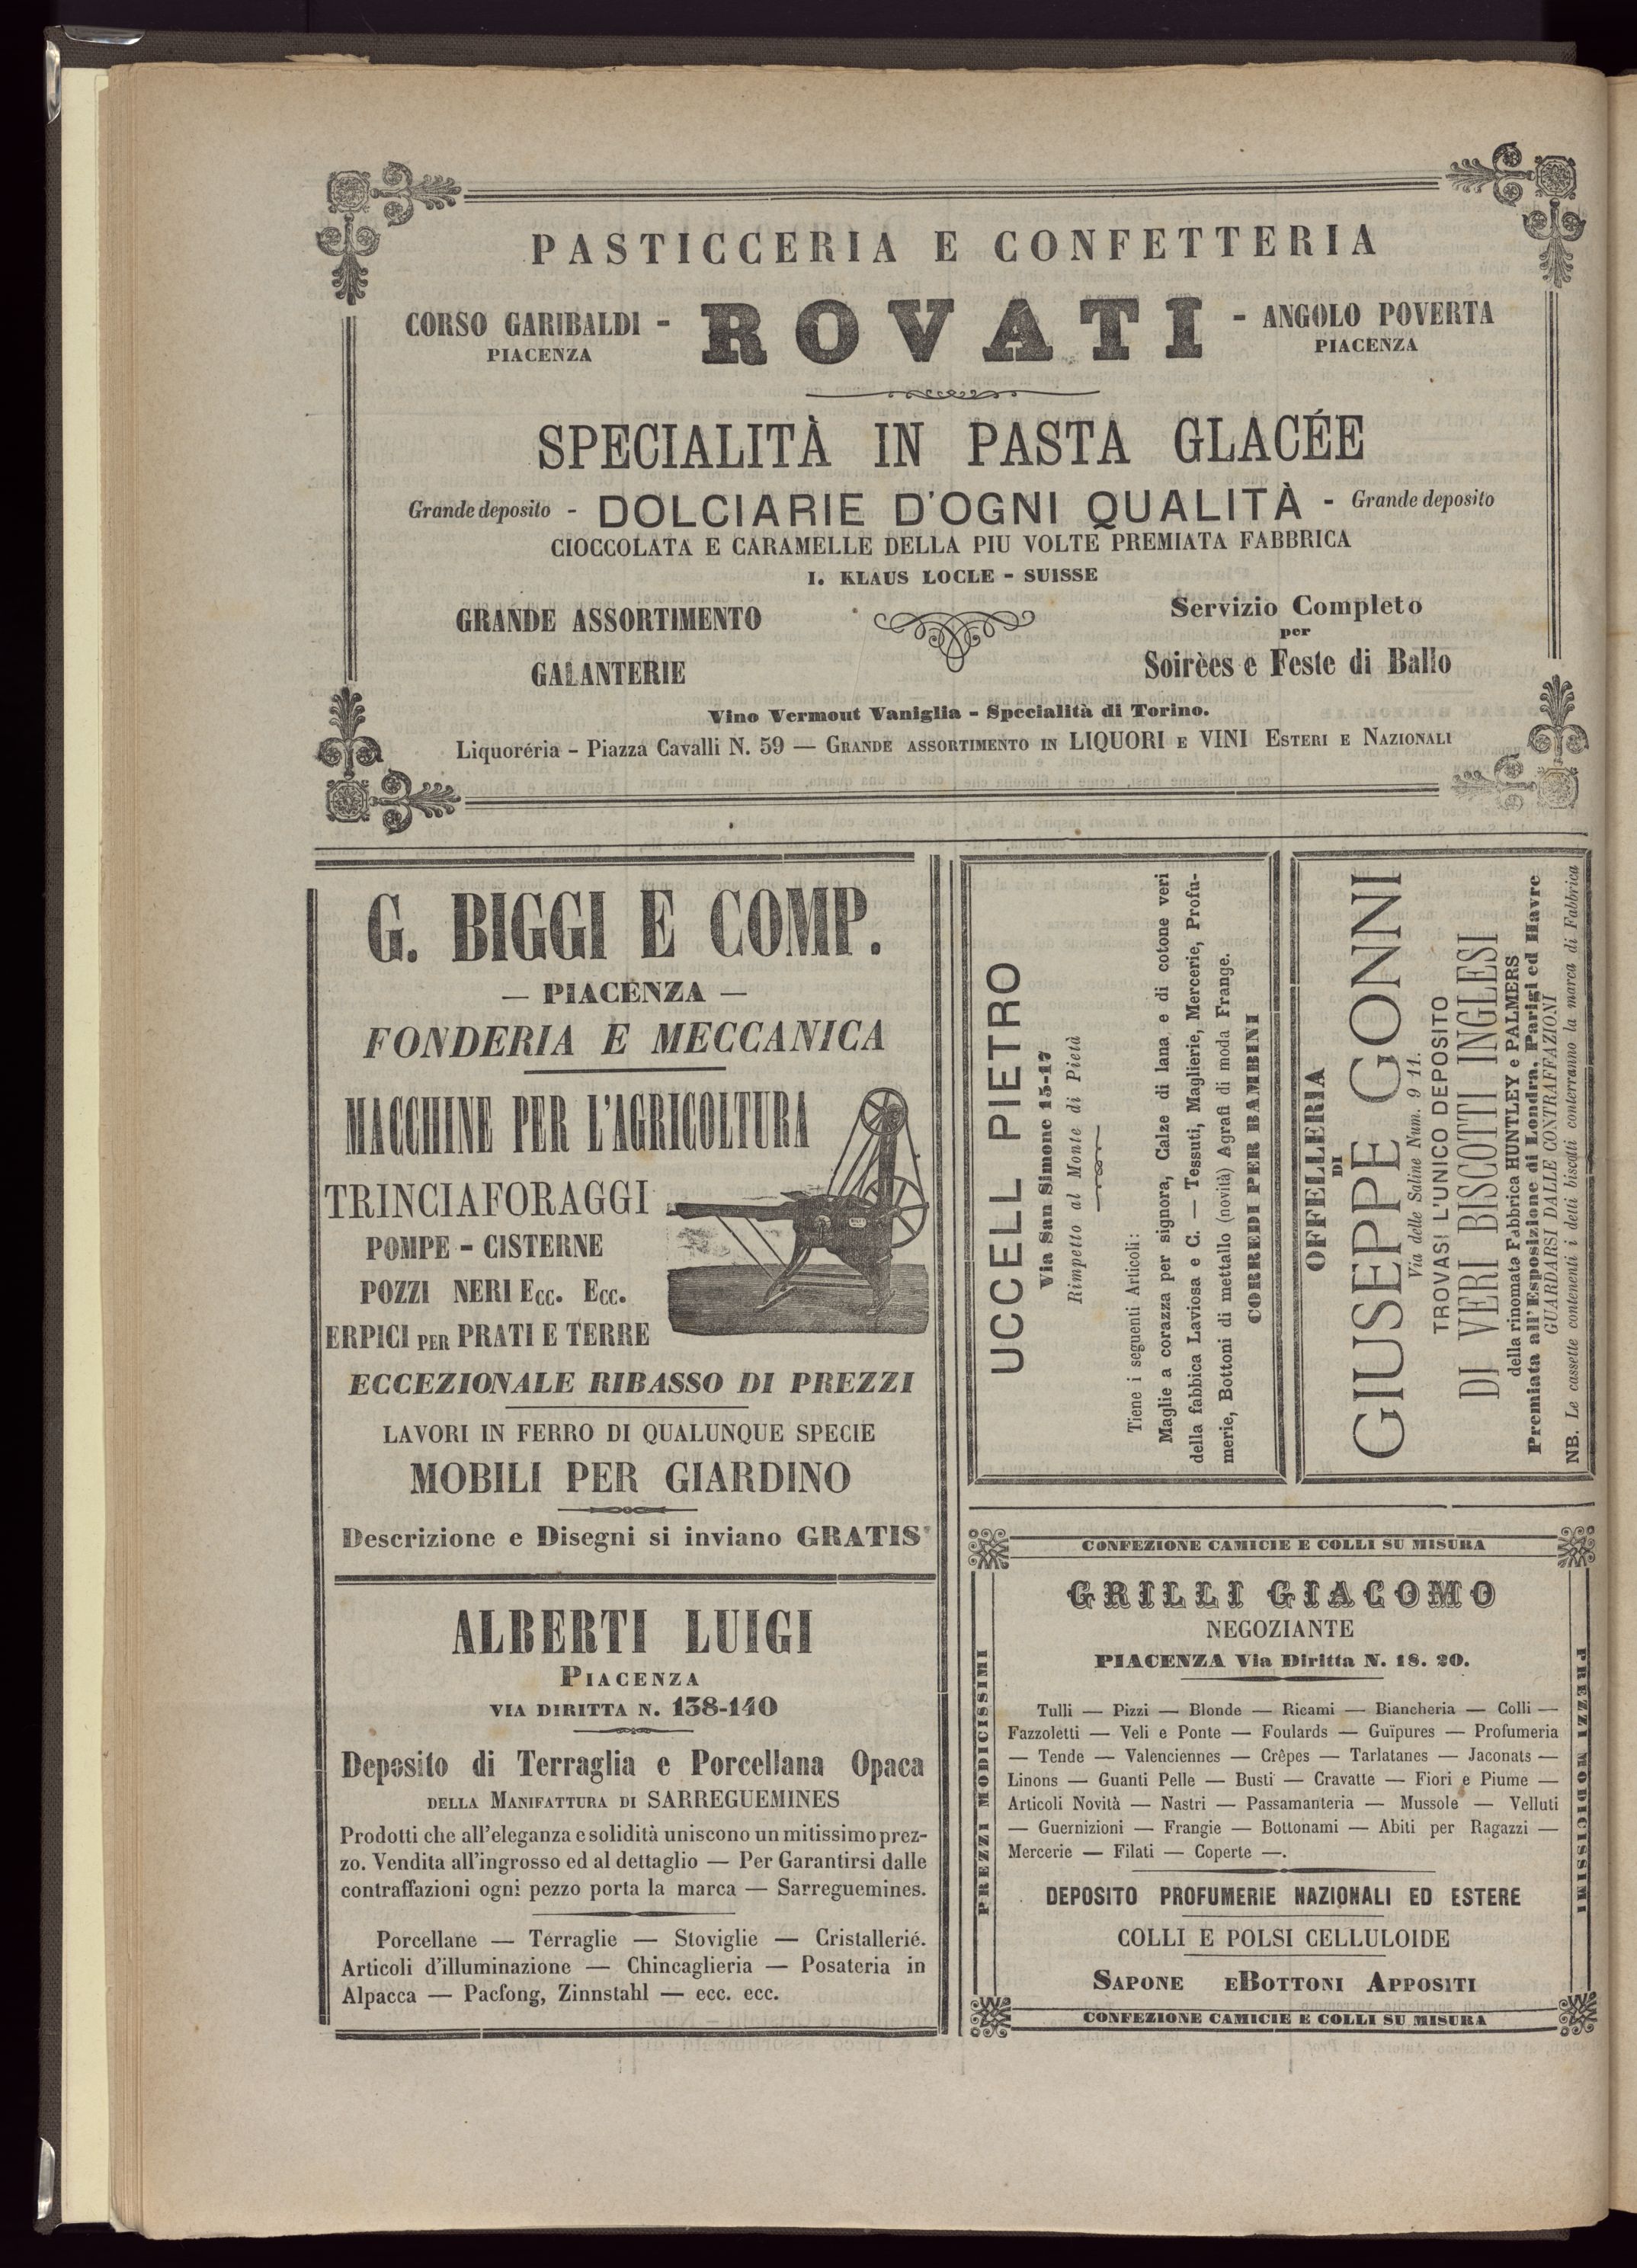 PASTICCERIA E CONFETTERIA
CORSO GARIBALDI - ROVATI - ANGOLO POVERTA
PIACENZA PIACENZA
SPECIALITÀ IN PASTA GLACÉE
Grande deposito - DOLCIARIE D'OGNI QUALITÀ - Grande deposito
CIOCCOLATA E CARAMELLE DELLA PIU VOLTE PREMIATA FABBRICA
I. KLAUS LOCLE - SUISSE
GRANDE ASSORTIMENTO
GALANTERIE
Servizio Completo
per
Soirèes e Feste di Ballo
Vino Vermout Vaniglia - Specialità di Torino.
Liquoréria - Piazza Cavalli N. 59 — GRANDE ASSORTIMENTO IN LIQUORI E VINI ESTERI E NAZIONALI
G. BIGGI E COMP.
— PIACENZA —
FONDERIA E MECCANICA
MACCHINE PER L'AGRICOLTURA
TRINCIAFORAGGI
POMPE - CISTERNE
POZZI NERI Ecc. Ecc.
ERPICI PER PRATI E TERRE
ECCEZIONALE RIBASSO DI PREZZI
LAVORI IN FERRO DI QUALUNQUE SPECIE
MOBILI PER GIARDINO
Descrizione e Disegni si inviano GRATIS
ALBERTI LUIGI
PIACENZA
VIA DIRITTA N. 138-140
Deposito di Terraglia e Porcellana Opaca
DELLA MANIFATTURA DI SARREGUEMINES
Prodotti che all'eleganza e solidità uniscono un mitissimo prez-
zo. Vendita all'ingrosso ed al dettaglio — Per Garantirsi dalle
contraffazioni ogni pezzo porta la marca — Sarreguemines.
Porcellane — Terraglie — Stoviglie — Cristallerié.
Articoli d'illuminazione — Chincaglieria — Posateria in
Alpacca — Pacfong, Zinnstahl — ecc. ecc.
UCCELLI PIETRO
Via San Simone 15-17
Rimpetto al Monte di Pietà
Tiene i seguenti Articoli:
Maglie a corazza per signora, Calze di lana e di cotone veri
della fabbica Laviosa e C. — Tessuti, Maglierie, Mercerie, Profu-
merie, Bottoni di mettallo (novità) Agrafi di moda Frange.
CORREDI PER BAMBINI
OFFELLERIA
DI
GIUSEPPE GONNI
Via delle Saline Num. 9 11.
TROVASI L'UNICO DEPOSITO
DI VERI BISCOTTI INGLESI
della rinomata Fabbrica HUNTLEY e PALMERS
Premiata all'Esposizione di Londra, Parigi ed Havre
GUARDARSI DALLE CONTRAFFAZIONI
NB. Le cassette contenenti i detti biscotti conterranno la marca di Fabbrica
CONFEZIONE CAMICIE E COLLI SU MISURA
PREZZI MODICISSIMI
GRILLI GIACOMO
NEGOZIANTE
PIACENZA Via Diritta N. 18. 20.
Tulli — Pizzi — Blonde — Ricami — Biancheria — Colli —
Fazzoletti — Veli e Ponte — Foulards — Guïpures — Profumeria
— Tende — Valenciennes — Crêpes — Tarlatanes — Jaconats —
Linons — Guanti Pelle — Busti — Cravatte — Fiori e Piume —
Articoli Novità — Nastri — Passamanteria — Mussole — Velluti
— Guernizioni — Frangie — Bottonami — Abiti per Ragazzi —
Mercerie — Filati — Coperte —.
DEPOSITO PROFUMERIE NAZIONALI ED ESTERE
COLLI E POLSI CELLULOIDE
SAPONE E BOTTONI APPOSITI
PREZZI MODICISSIMI
CONFEZIONE CAMICIE E COLLI SU MISURA